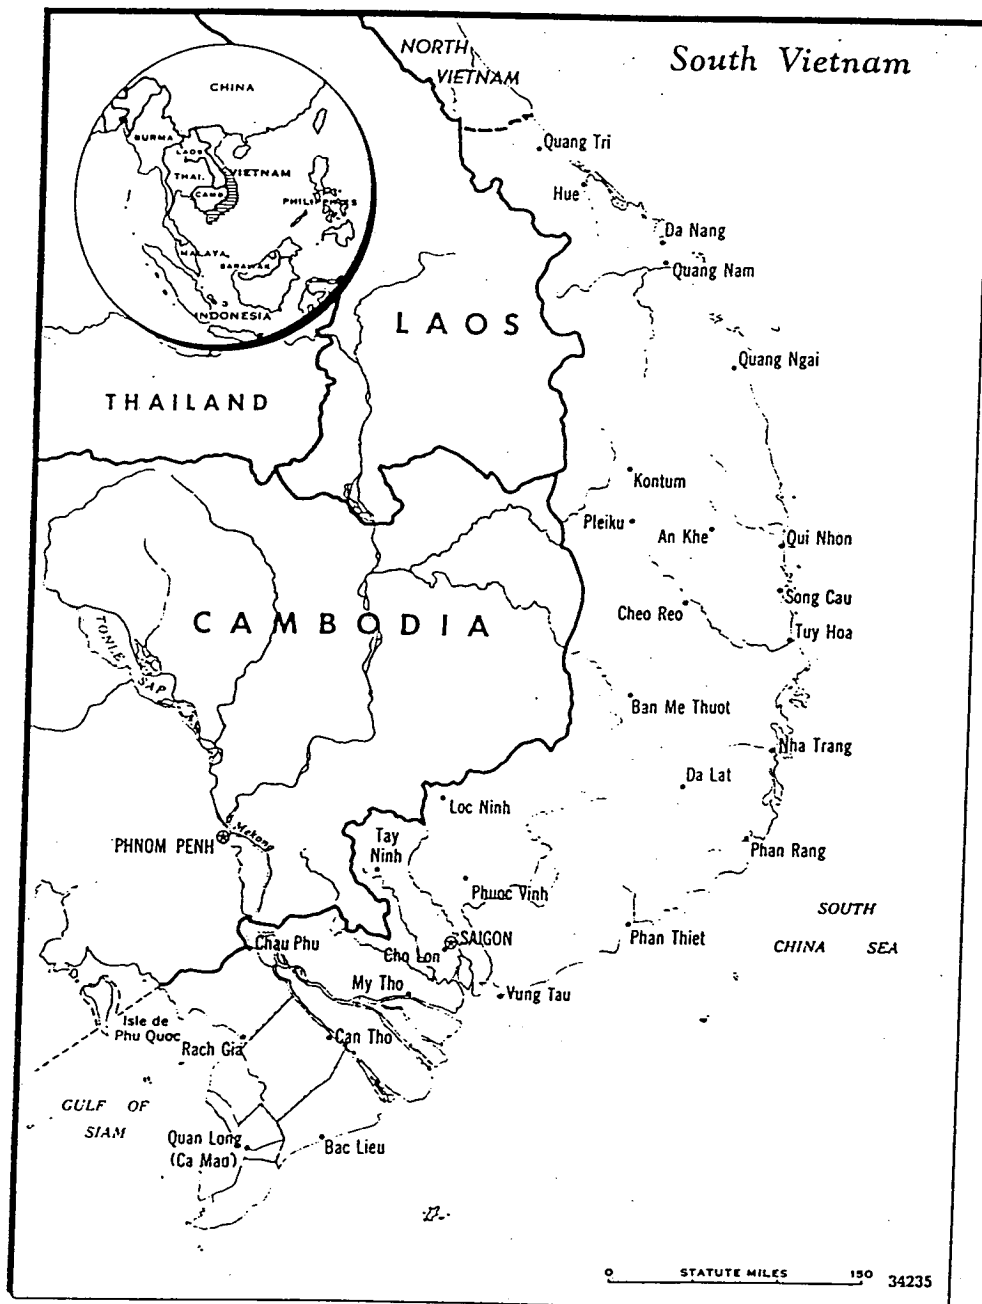 South Vietnam
NORTH
VIETNAM
CHINA
BURMA
LAOS
VIETNAM
THAI.
CAMB
PHILIPPINES
MALAYA
SARAWAK
INDONESIA
Quang Tri
Hue
Da Nang
Quang Nam
LAOS
Quang Ngai
THAILAND
Kontum
Pleiku
An Khe
Qui Nhon
Song Cau
Cheo Reo
Tuy Hoa
CAMBODIA
TONLE
SAP
Ban Me Thuot
Nha Trang
Da Lat
Loc Ninh
Mekong
PHNOM PENH
Tay
Ninh
Phan Rang
Phuoc Vinh
SOUTH
CHINA SEA
Phan Thiet
SAIGON
Chau Phu
Cho Lon
My Tho
Vung Tau
Isle de
Phu Quoc
Can Tho
Rach Gia
GULF OF
SIAM
Quan Long
(Ca Mau)
Bac Lieu
0 STATUTE MILES 150
34235